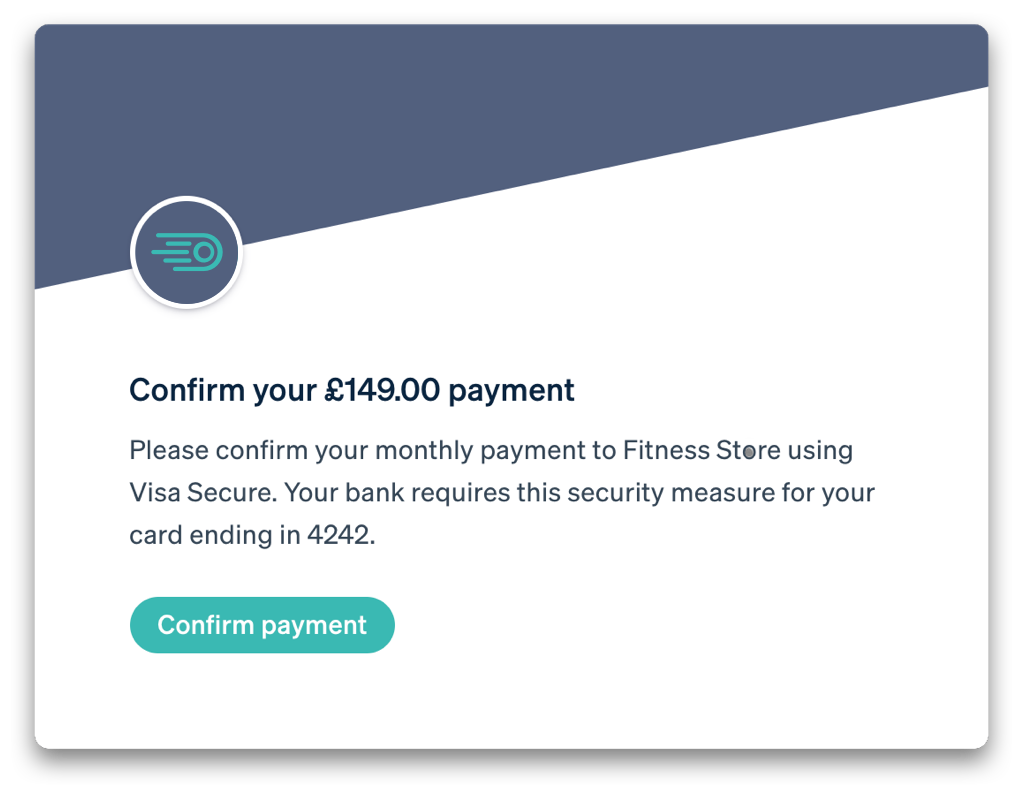 Confirm your £149.00 payment
Please confirm your monthly payment to Fitness Store using
Visa Secure. Your bank requires this security measure for your
card ending in 4242.
Confirm payment